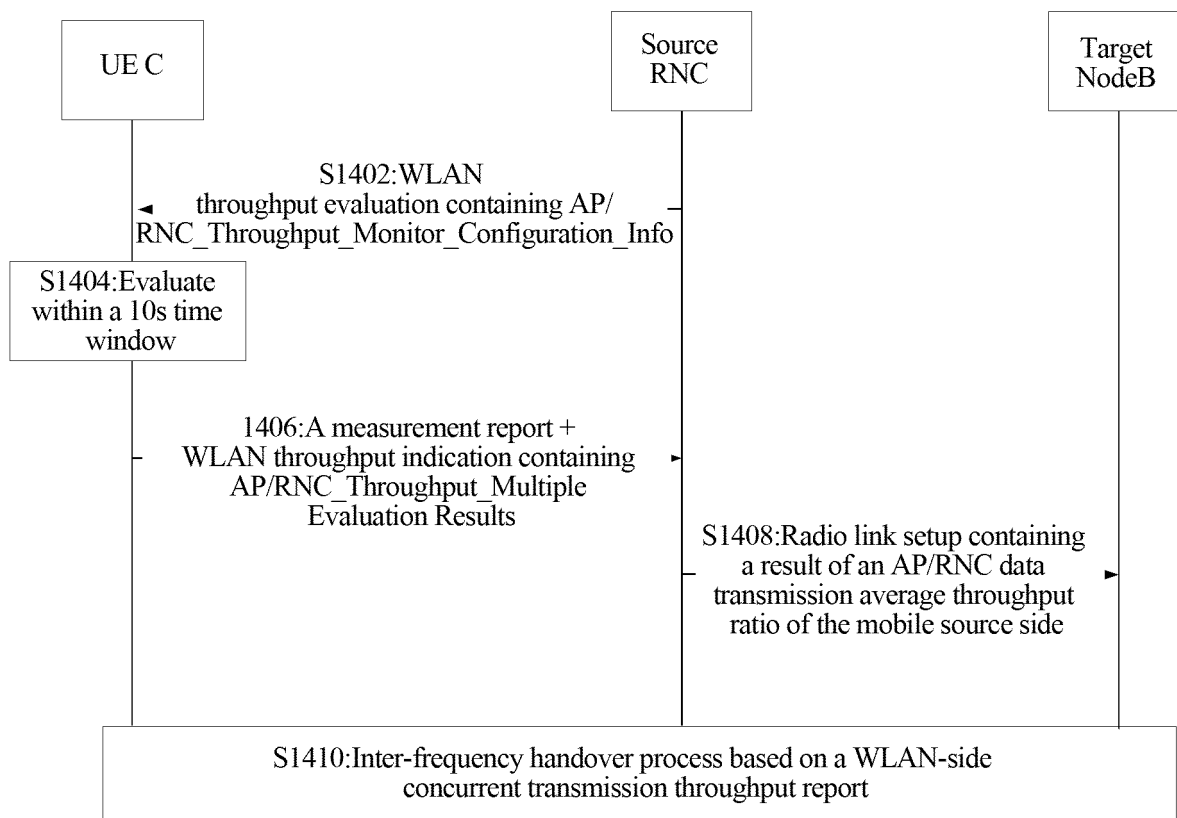 UE C
Source
RNC
Target
NodeB
S1402:WLAN
throughput evaluation containing AP/
RNC_Throughput_Monitor_Configuration_Info
S1404:Evaluate
within a 10s time
window
1406:A measurement report +
WLAN throughput indication containing
AP/RNC_Throughput_Multiple
Evaluation Results
S1408:Radio link setup containing
a result of an AP/RNC data
transmission average throughput
ratio of the mobile source side
S1410:Inter-frequency handover process based on a WLAN-side
concurrent transmission throughput report